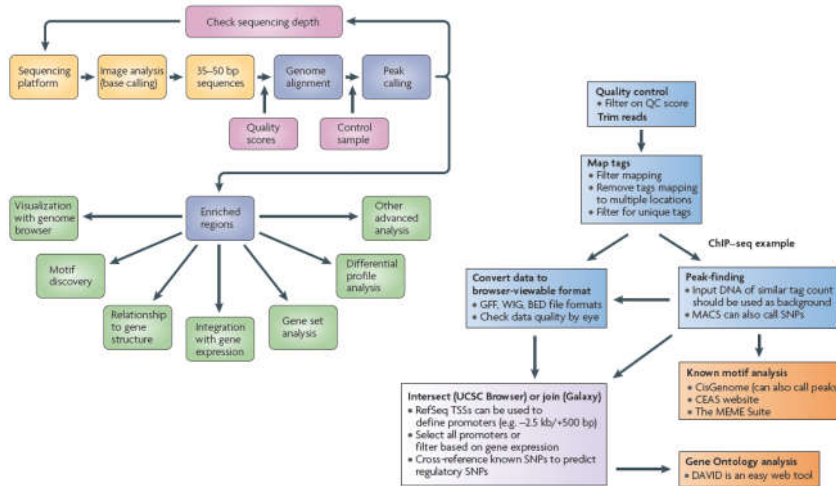 Check sequencing depth
Sequencing
platform
Image analysis
(base calling)
35–50 bp
sequences
Genome
alignment
Peak
calling
Quality
scores
Control
sample
Visualization
with genome
browser
Enriched
regions
Other
advanced
analysis
Motif
discovery
Differential
profile
analysis
Relationship
to gene
structure
Integration
with gene
expression
Gene set
analysis
Quality control
• Filter on QC score
Trim reads
Map tags
• Filter mapping
• Remove tags mapping
to multiple locations
• Filter for unique tags
ChIP–seq example
Convert data to
browser-viewable format
• GFF, WIG, BED file formats
• Check data quality by eye
Peak-finding
• Input DNA of similar tag count
should be used as background
• MACS can also call SNPs
Known motif analysis
• CisGenome (can also call peaks
• CEAS website
• The MEME Suite
Intersect (UCSC Browser) or join (Galaxy)
• RefSeq TSSs can be used to
define promoters (e.g. –2.5 kb/+500 bp)
• Select all promoters or
filter based on gene expression
• Cross-reference known SNPs to predict
regulatory SNPs
Gene Ontology analysis
• DAVID is an easy web tool